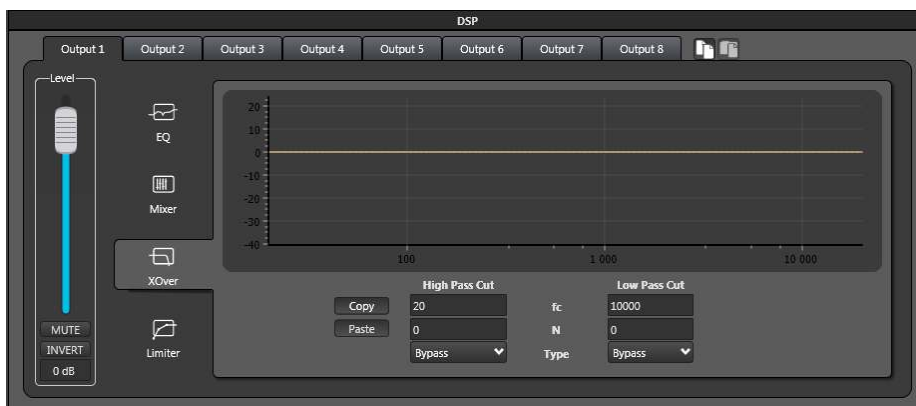 DSP
Output 1 Output 2 Output 3 Output 4 Output 5 Output 6 Output 7 Output 8
Level
EQ
Mixer
XOver
Limiter
MUTE
INVERT
0 dB
20
10
0
-10
-20
-30
-40
100 1 000 10 000
High Pass Cut Low Pass Cut
Copy 20 fc 10000
Paste 0 N 0
Bypass Type Bypass